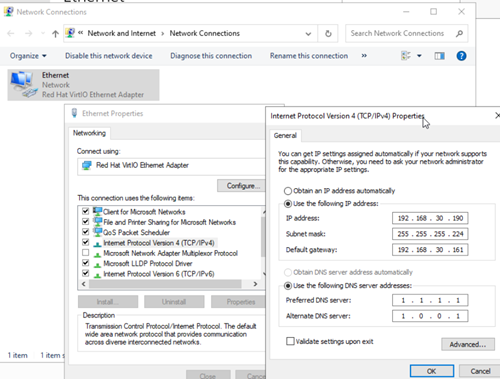 Network Connections
Network and Internet > Network Connections
Search Network Connections
Organize
Disable this network device
Diagnose this connection
Rename this connection
»
Ethernet
Network
Red Hat VirtIO Ethernet Adapter
Ethernet Properties
Networking
Connect using:
Red Hat VirtIO Ethernet Adapter
Configure...
This connection uses the following items:
Client for Microsoft Networks
File and Printer Sharing for Microsoft Networks
QoS Packet Scheduler
Internet Protocol Version 4 (TCP/IPv4)
Microsoft Network Adapter Multiplexor Protocol
Microsoft LLDP Protocol Driver
Internet Protocol Version 6 (TCP/IPv6)
Install...
Uninstall
Properties
Description
Transmission Control Protocol/Internet Protocol. The default
wide area network protocol that provides communication
across diverse interconnected networks.
Close
1 item
1 item
Internet Protocol Version 4 (TCP/IPv4) Properties
General
You can get IP settings assigned automatically if your network supports
this capability. Otherwise, you need to ask your network administrator
for the appropriate IP settings.
Obtain an IP address automatically
Use the following IP address:
IP address: 192 . 168 . 30 . 190
Subnet mask: 255 . 255 . 255 . 224
Default gateway: 192 . 168 . 30 . 161
Obtain DNS server address automatically
Use the following DNS server addresses:
Preferred DNS server: 1 . 1 . 1 . 1
Alternate DNS server: 1 . 0 . 0 . 1
Validate settings upon exit
Advanced...
OK
Cancel